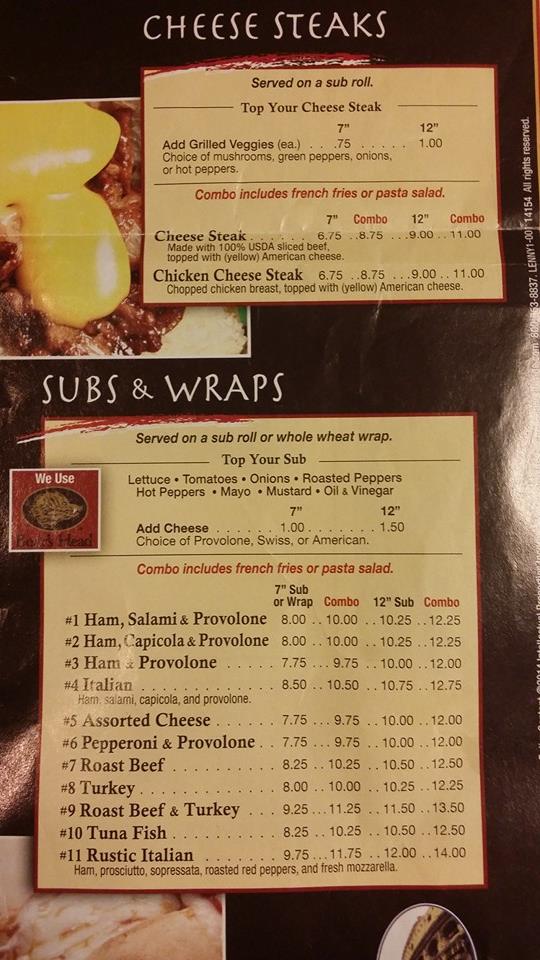 CHEESE STEAKS
Served on a sub roll.
Top Your Cheese Steak
7" 12"
Add Grilled Veggies (ea.) . . . .75 . . . . . 1.00
Choice of mushrooms, green peppers, onions,
or hot peppers.
Combo includes french fries or pasta salad.
7" Combo 12" Combo
Cheese Steak . . . . . . 6.75 ..8.75 ...9.00 ..11.00
Made with 100% USDA sliced beef,
topped with (yellow) American cheese.
Chicken Cheese Steak 6.75 ..8.75 ...9.00 ..11.00
Chopped chicken breast, topped with (yellow) American cheese.
SUBS & WRAPS
Served on a sub roll or whole wheat wrap.
Top Your Sub
Lettuce • Tomatoes • Onions • Roasted Peppers
Hot Peppers • Mayo • Mustard • Oil & Vinegar
7" 12"
Add Cheese . . . . . . . 1.00 . . . . . . . 1.50
Choice of Provolone, Swiss, or American.
Combo includes french fries or pasta salad.
7" Sub
or Wrap Combo 12" Sub Combo
#1 Ham, Salami & Provolone 8.00 .. 10.00 ..10.25 ..12.25
#2 Ham, Capicola & Provolone 8.00 .. 10.00 ..10.25 ..12.25
#3 Ham & Provolone . . . . . 7.75 ... 9.75 ..10.00 ..12.00
#4 Italian . . . . . . . . . . . . . 8.50 .. 10.50 ..10.75 ..12.75
Ham, salami, capicola, and provolone.
#5 Assorted Cheese . . . . . . 7.75 ... 9.75 ..10.00 ..12.00
#6 Pepperoni & Provolone . . 7.75 ... 9.75 ..10.00 ..12.00
#7 Roast Beef . . . . . . . . . . 8.25 .. 10.25 ..10.50 ..12.50
#8 Turkey . . . . . . . . . . . . . 8.00 .. 10.00 ..10.25 ..12.25
#9 Roast Beef & Turkey . . . 9.25 ...11.25 ..11.50 ..13.50
#10 Tuna Fish . . . . . . . . . . 8.25 .. 10.25 ..10.50 ..12.50
#11 Rustic Italian . . . . . . . 9.75 ...11.75 ..12.00 ..14.00
Ham, prosciutto, sopressata, roasted red peppers, and fresh mozzarella.
We Use
Boar's Head
8837. LENNY1-001 14154 All rights reserved.